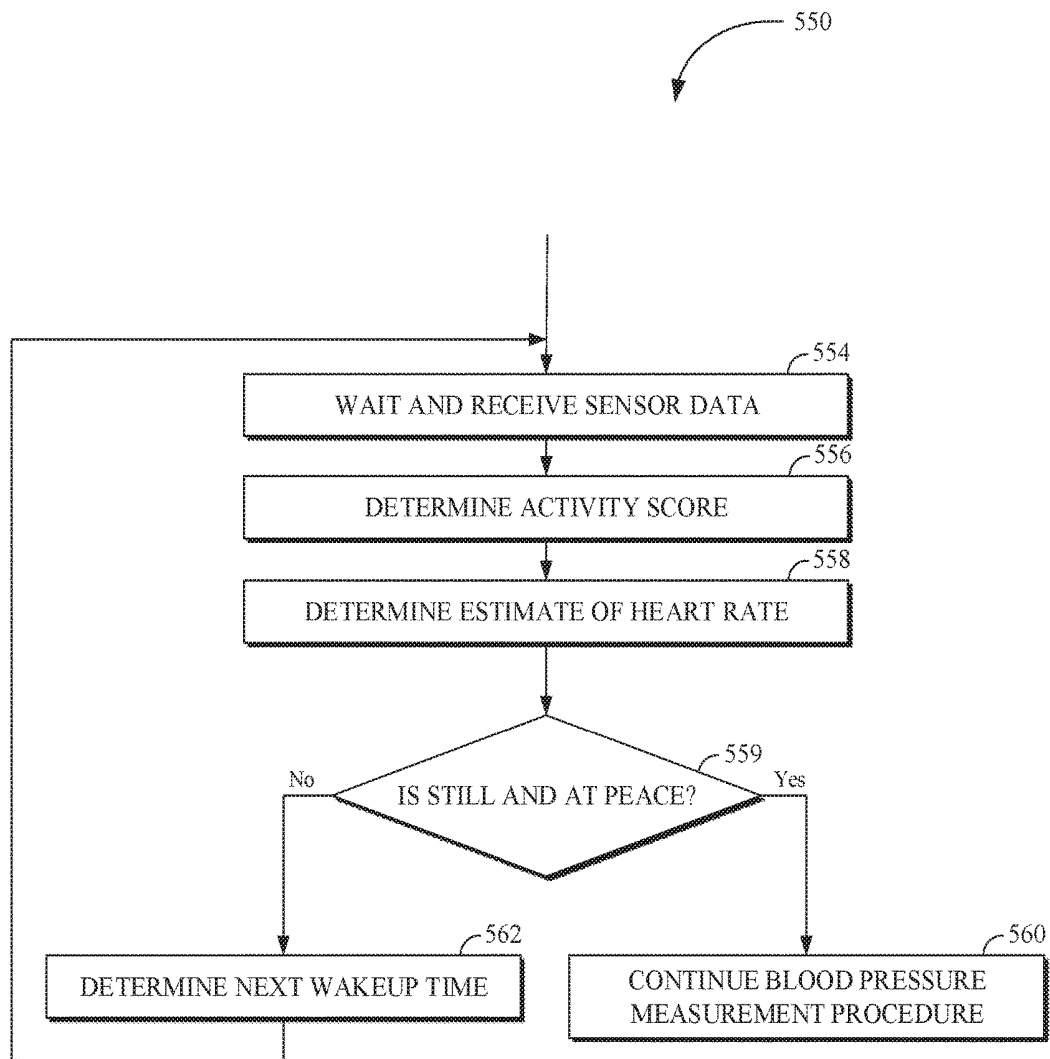 550
554
WAIT AND RECEIVE SENSOR DATA
556
DETERMINE ACTIVITY SCORE
558
DETERMINE ESTIMATE OF HEART RATE
559
No
IS STILL AND AT PEACE?
Yes
562
DETERMINE NEXT WAKEUP TIME
560
CONTINUE BLOOD PRESSURE
MEASUREMENT PROCEDURE